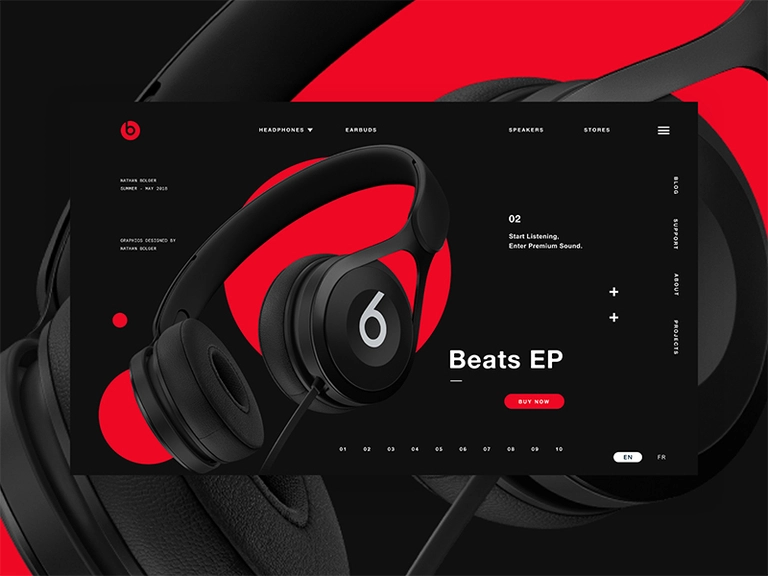 HEADPHONES
EARBUDS
SPEAKERS
STORES
NATHAN BOLGER
SUMMER - MAY 2018
GRAPHICS DESIGNED BY
NATHAN BOLGER
02
Start Listening.
Enter Premium Sound.
BLOG
SUPPORT
ABOUT
PROJECTS
Beats EP
BUY NOW
01 02 03 04 05 06 07 08 09 10
EN FR